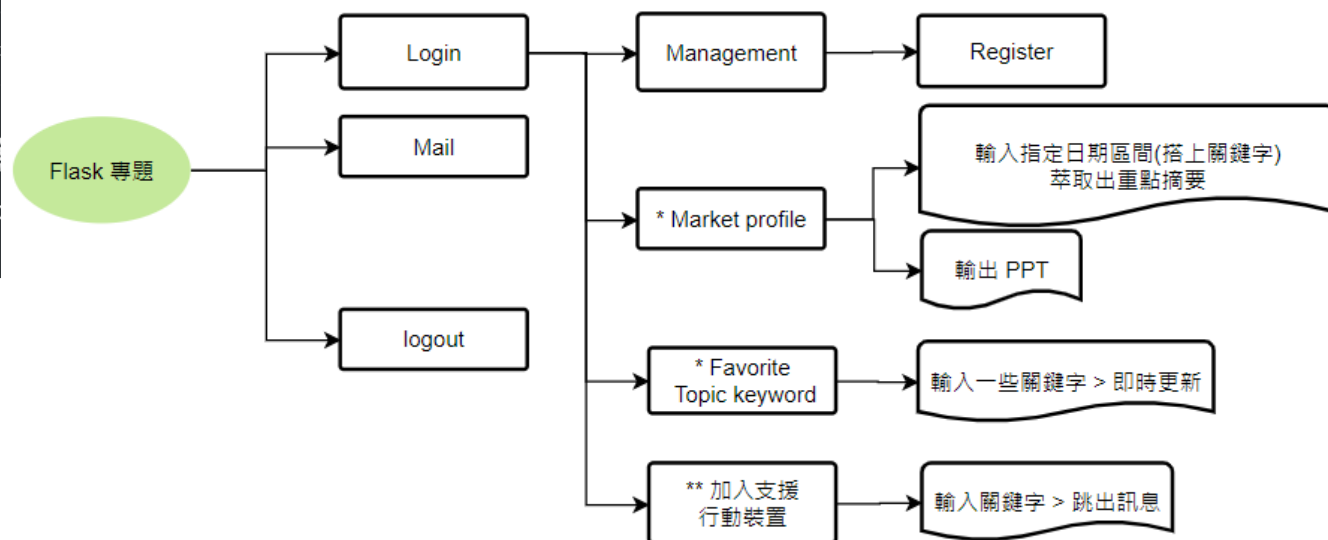 Login
Management
Register
Mail
Flask 專題
輸入指定日期區間(搭上關鍵字)
萃取出重點摘要
* Market profile
輸出 PPT
logout
* Favorite
Topic keyword
輸入一些關鍵字 > 即時更新
** 加入支援
行動裝置
輸入關鍵字 > 跳出訊息